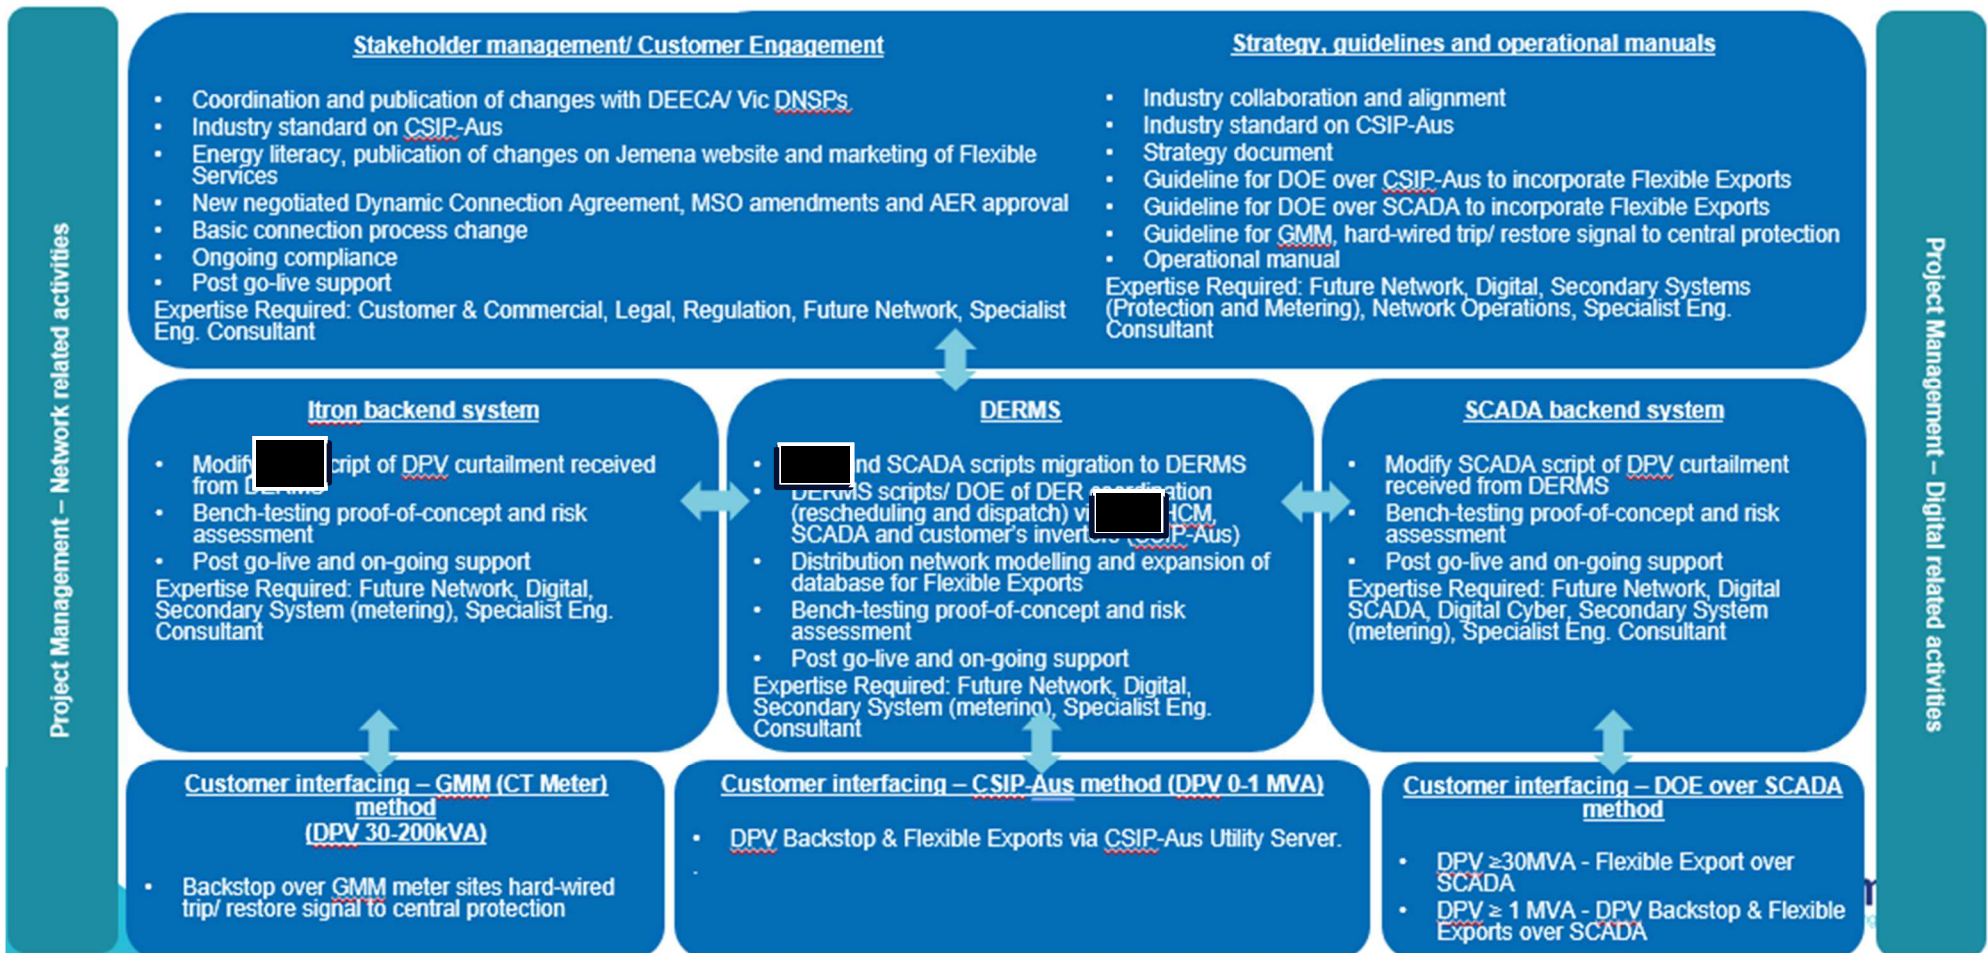 Project Management – Network related activities
Stakeholder management/ Customer Engagement
• Coordination and publication of changes with DEECA/ Vic DNSPs
• Industry standard on CSIP-Aus
• Energy literacy, publication of changes on Jemena website and marketing of Flexible
Services
• New negotiated Dynamic Connection Agreement, MSO amendments and AER approval
• Basic connection process change
• Ongoing compliance
• Post go-live support
Expertise Required: Customer & Commercial, Legal, Regulation, Future Network, Specialist
Eng. Consultant
Strategy, guidelines and operational manuals
• Industry collaboration and alignment
• Industry standard on CSIP-Aus
• Strategy document
• Guideline for DOE over CSIP-Aus to incorporate Flexible Exports
• Guideline for DOE over SCADA to incorporate Flexible Exports
• Guideline for GMM, hard-wired trip/ restore signal to central protection
• Operational manual
Expertise Required: Future Network, Digital, Secondary Systems
(Protection and Metering), Network Operations, Specialist Eng.
Consultant
Itron backend system
• Modify cript of DPV curtailment received
from DERMS
• Bench-testing proof-of-concept and risk
assessment
• Post go-live and on-going support
Expertise Required: Future Network, Digital,
Secondary System (metering), Specialist Eng.
Consultant
DERMS
• nd SCADA scripts migration to DERMS
• DERMS scripts/ DOE of DER coordination
(rescheduling and dispatch) vi HCM,
SCADA and customer's inverters (CSIP-Aus)
• Distribution network modelling and expansion of
database for Flexible Exports
• Bench-testing proof-of-concept and risk
assessment
• Post go-live and on-going support
Expertise Required: Future Network, Digital,
Secondary System (metering), Specialist Eng.
Consultant
SCADA backend system
• Modify SCADA script of DPV curtailment
received from DERMS
• Bench-testing proof-of-concept and risk
assessment
• Post go-live and on-going support
Expertise Required: Future Network, Digital
SCADA, Digital Cyber, Secondary System
(metering), Specialist Eng. Consultant
Customer interfacing – GMM (CT Meter)
method
(DPV 30-200kVA)
• Backstop over GMM meter sites hard-wired
trip/ restore signal to central protection
Customer interfacing – CSIP-Aus method (DPV 0-1 MVA)
• DPV Backstop & Flexible Exports via CSIP-Aus Utility Server.
Customer interfacing – DOE over SCADA
method
• DPV ≥30MVA - Flexible Export over
SCADA
• DPV ≥ 1 MVA - DPV Backstop & Flexible
Exports over SCADA
Project Management – Digital related activities